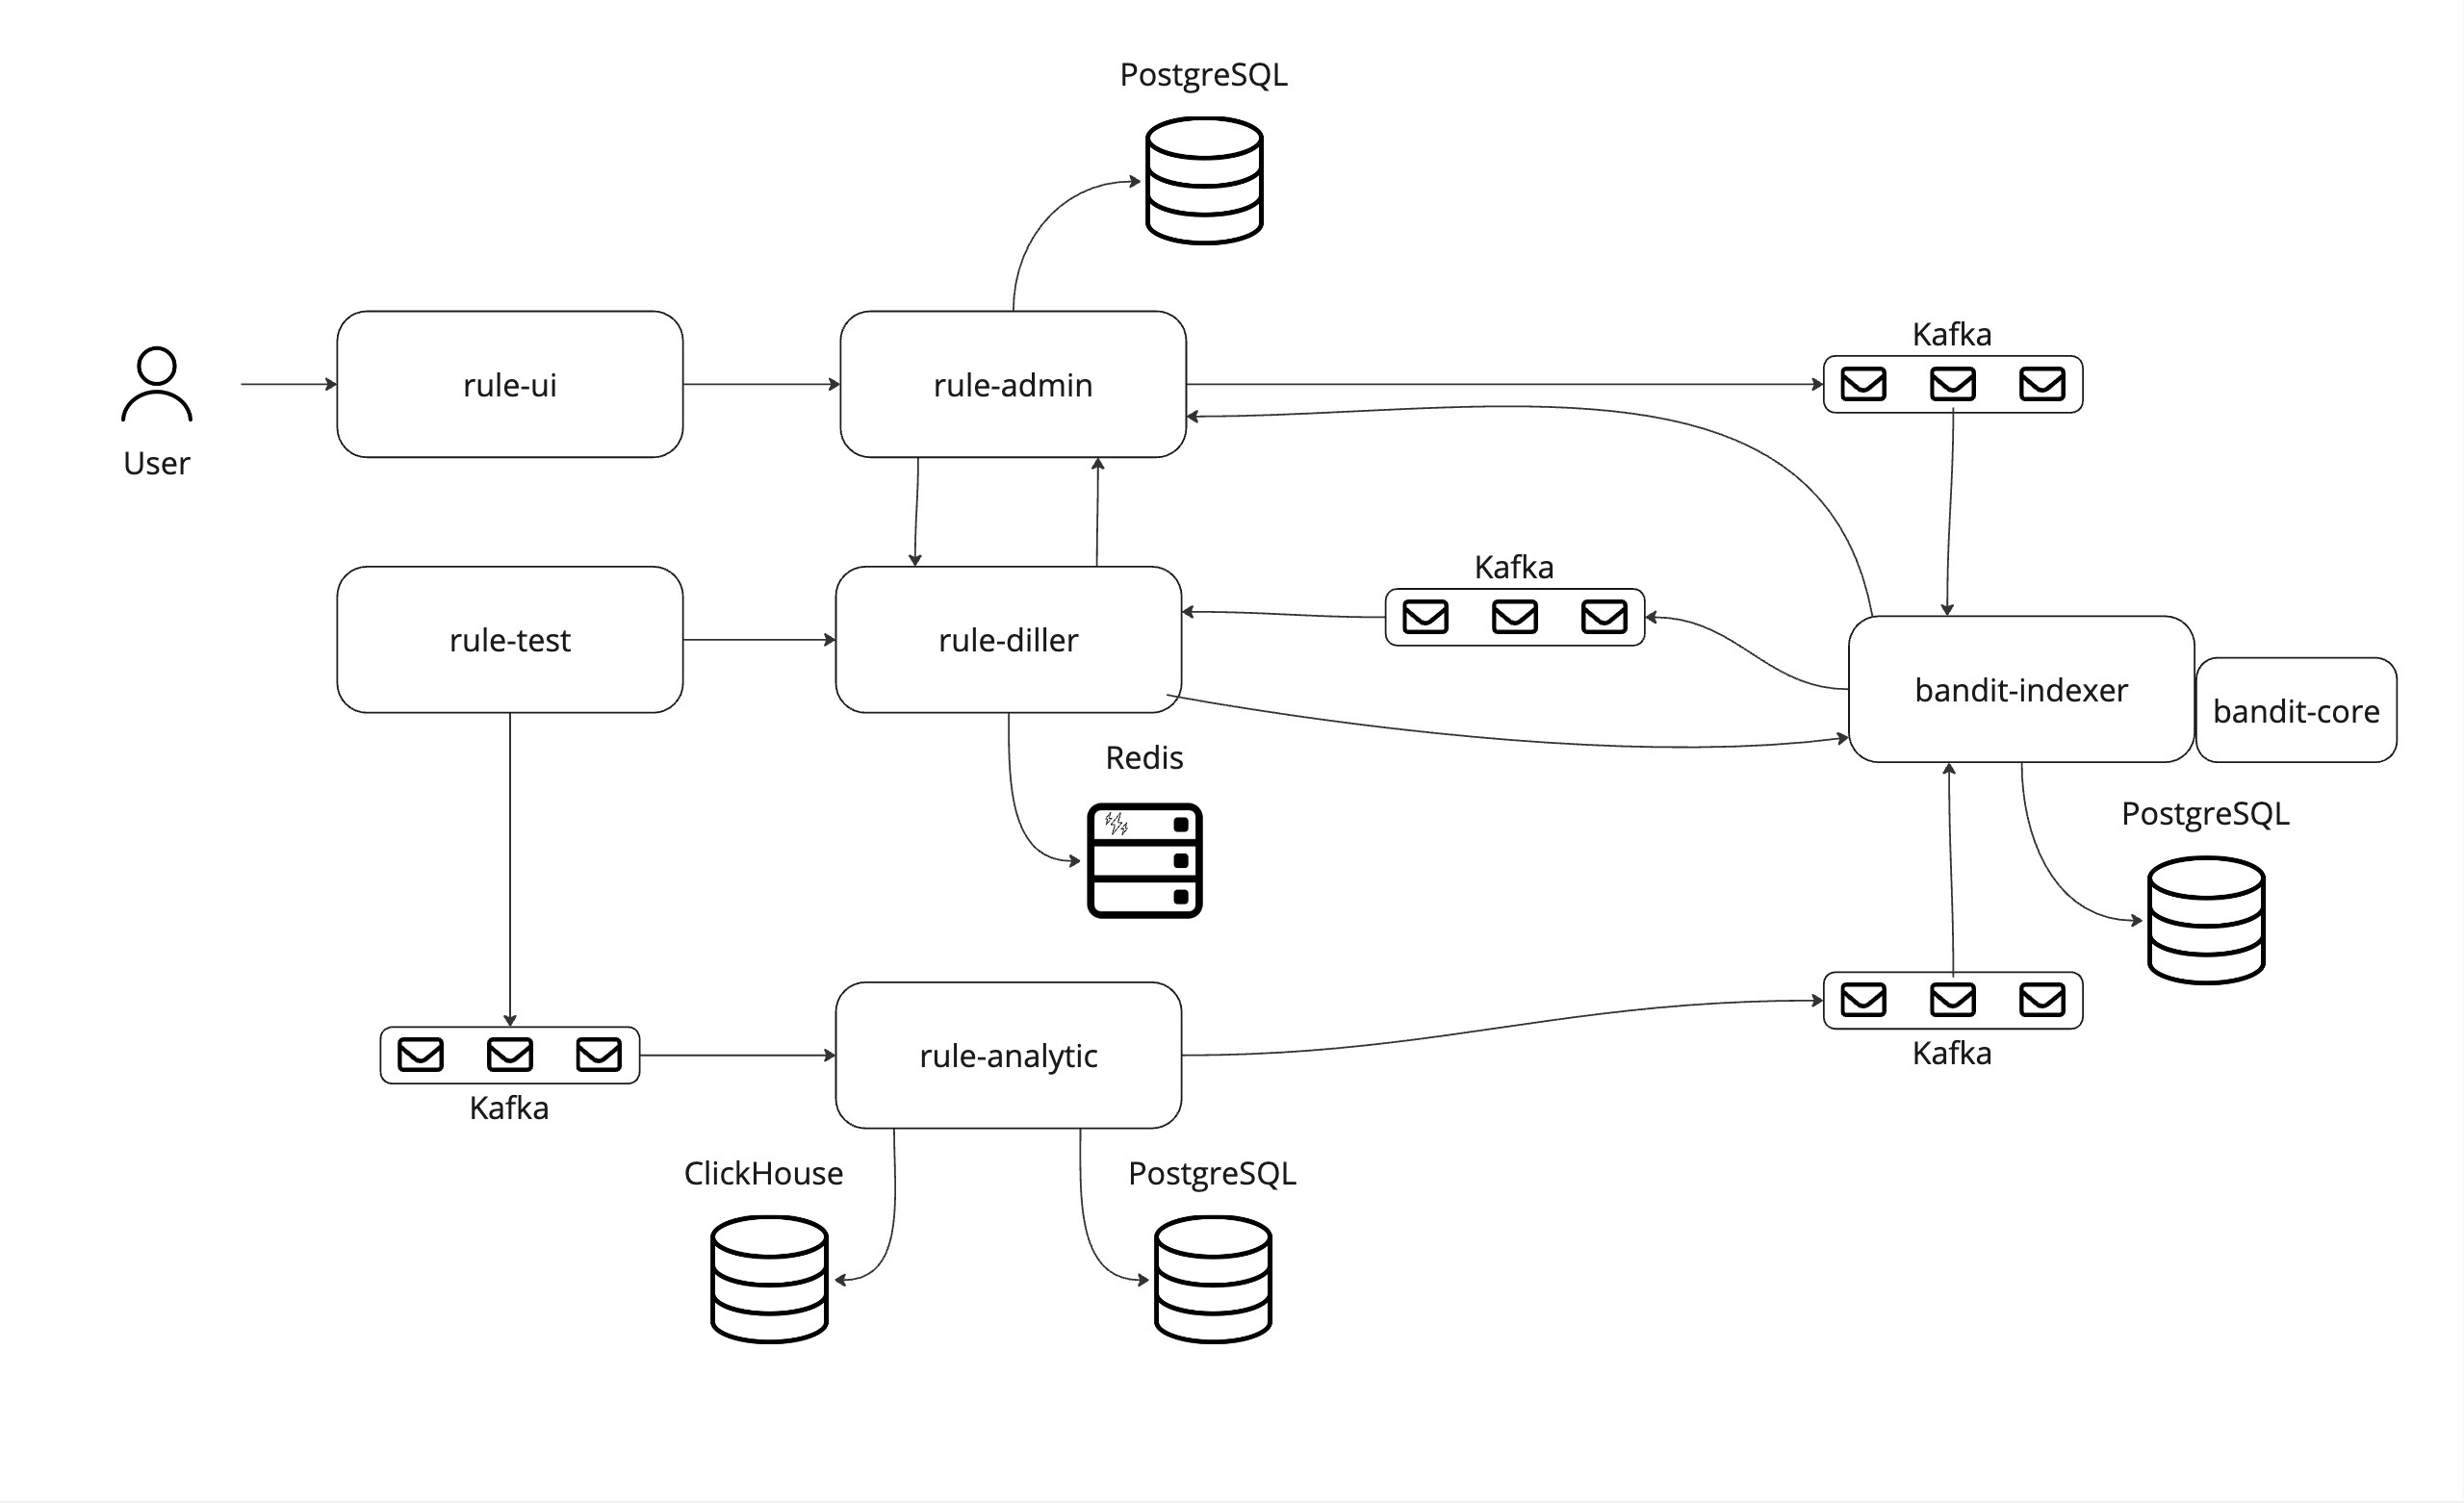 PostgreSQL
Kafka
rule-ui
rule-admin
User
Kafka
rule-test
rule-diller
bandit-indexer
bandit-core
Redis
PostgreSQL
rule-analytic
Kafka
Kafka
ClickHouse
PostgreSQL